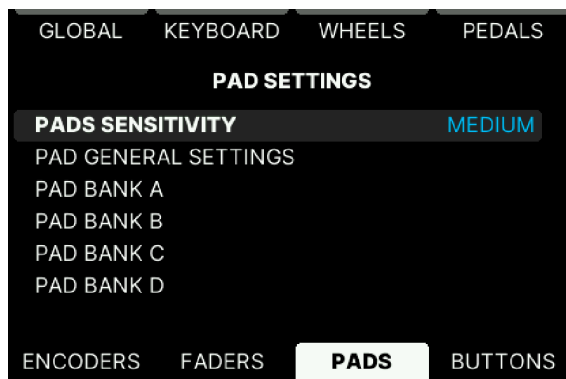 GLOBAL KEYBOARD WHEELS PEDALS
PAD SETTINGS
PADS SENSITIVITY MEDIUM
PAD GENERAL SETTINGS
PAD BANK A
PAD BANK B
PAD BANK C
PAD BANK D
ENCODERS FADERS PADS BUTTONS